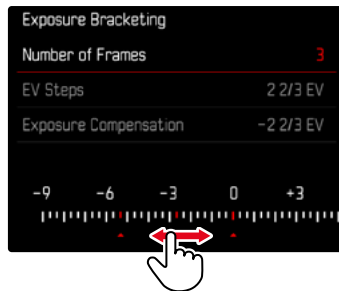 Exposure Bracketing
Number of Frames 3
EV Steps 2 2/3 EV
Exposure Compensation -2 2/3 EV
-9 -6 -3 0 +3